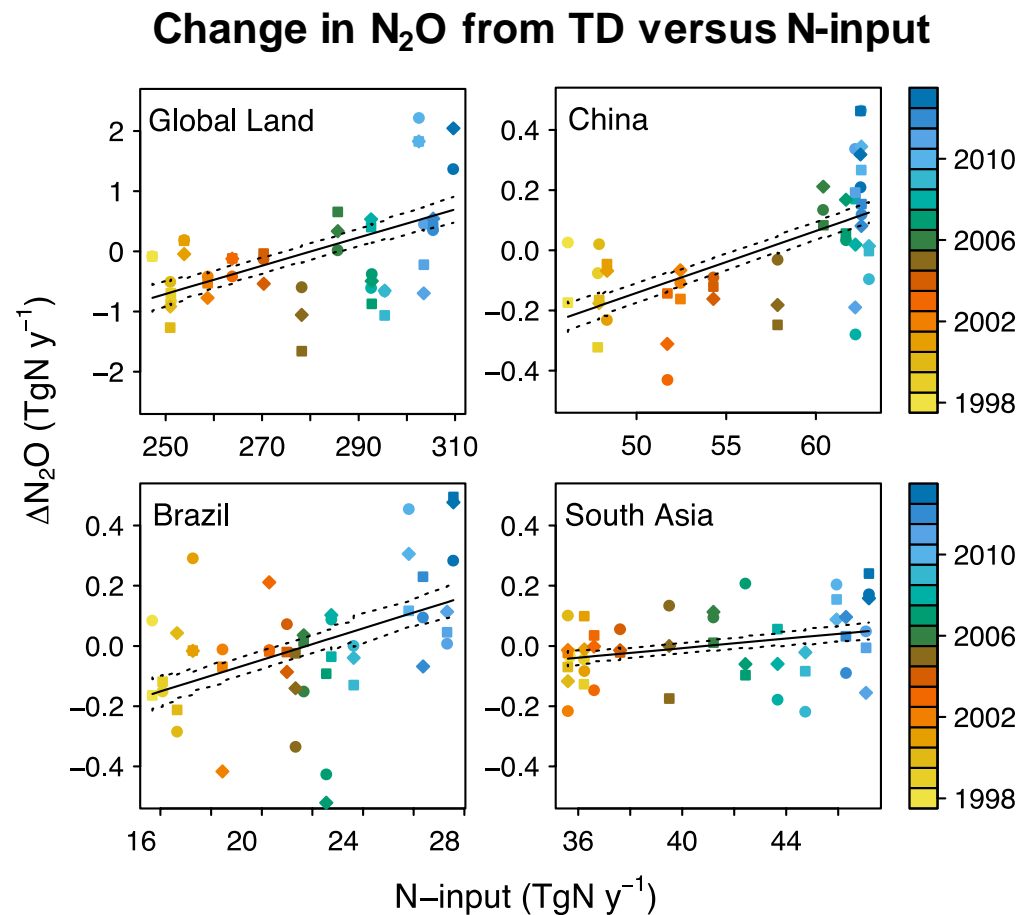 Change in N₂O from TD versus N-input
ΔN₂O (TgN y⁻¹)
Global Land
2
1
0
−1
−2
250 270 290 310
China
0.4
0.2
0.0
−0.2
−0.4
50 55 60
2010
2006
2002
1998
Brazil
0.4
0.2
0.0
−0.2
−0.4
16 20 24 28
South Asia
0.4
0.2
0.0
−0.2
−0.4
36 40 44
2010
2006
2002
1998
N−input (TgN y⁻¹)